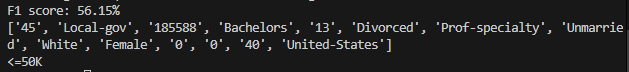 F1 score: 56.15%
['45', 'Local-gov', '185588', 'Bachelors', '13', 'Divorced', 'Prof-specialty', 'Unmarrie
d', 'White', 'Female', '0', '0', '40', 'United-States']
<=50K